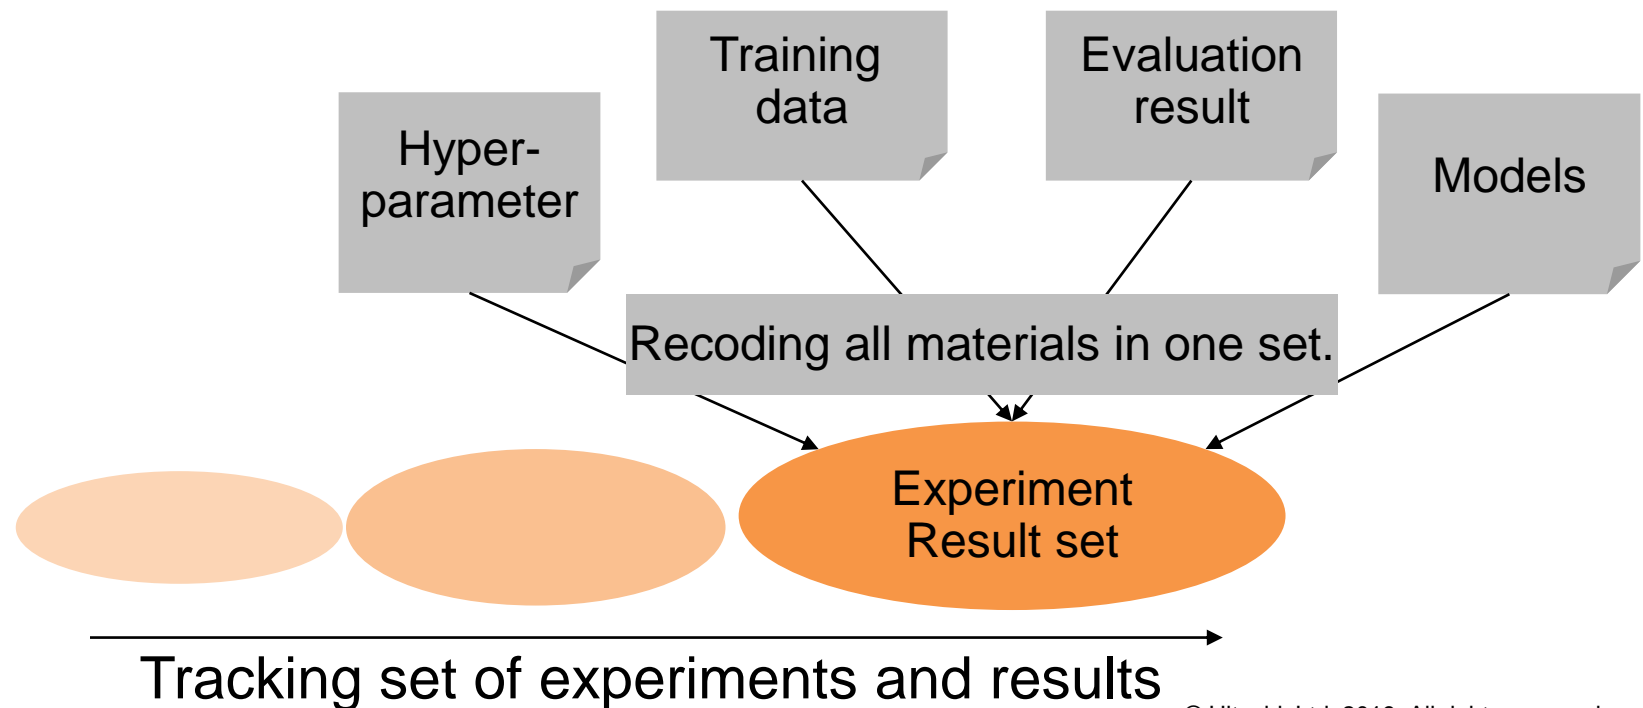 Training
data
Evaluation
result
Hyper-
parameter
Models
Recoding all materials in one set.
Experiment
Result set
Tracking set of experiments and results